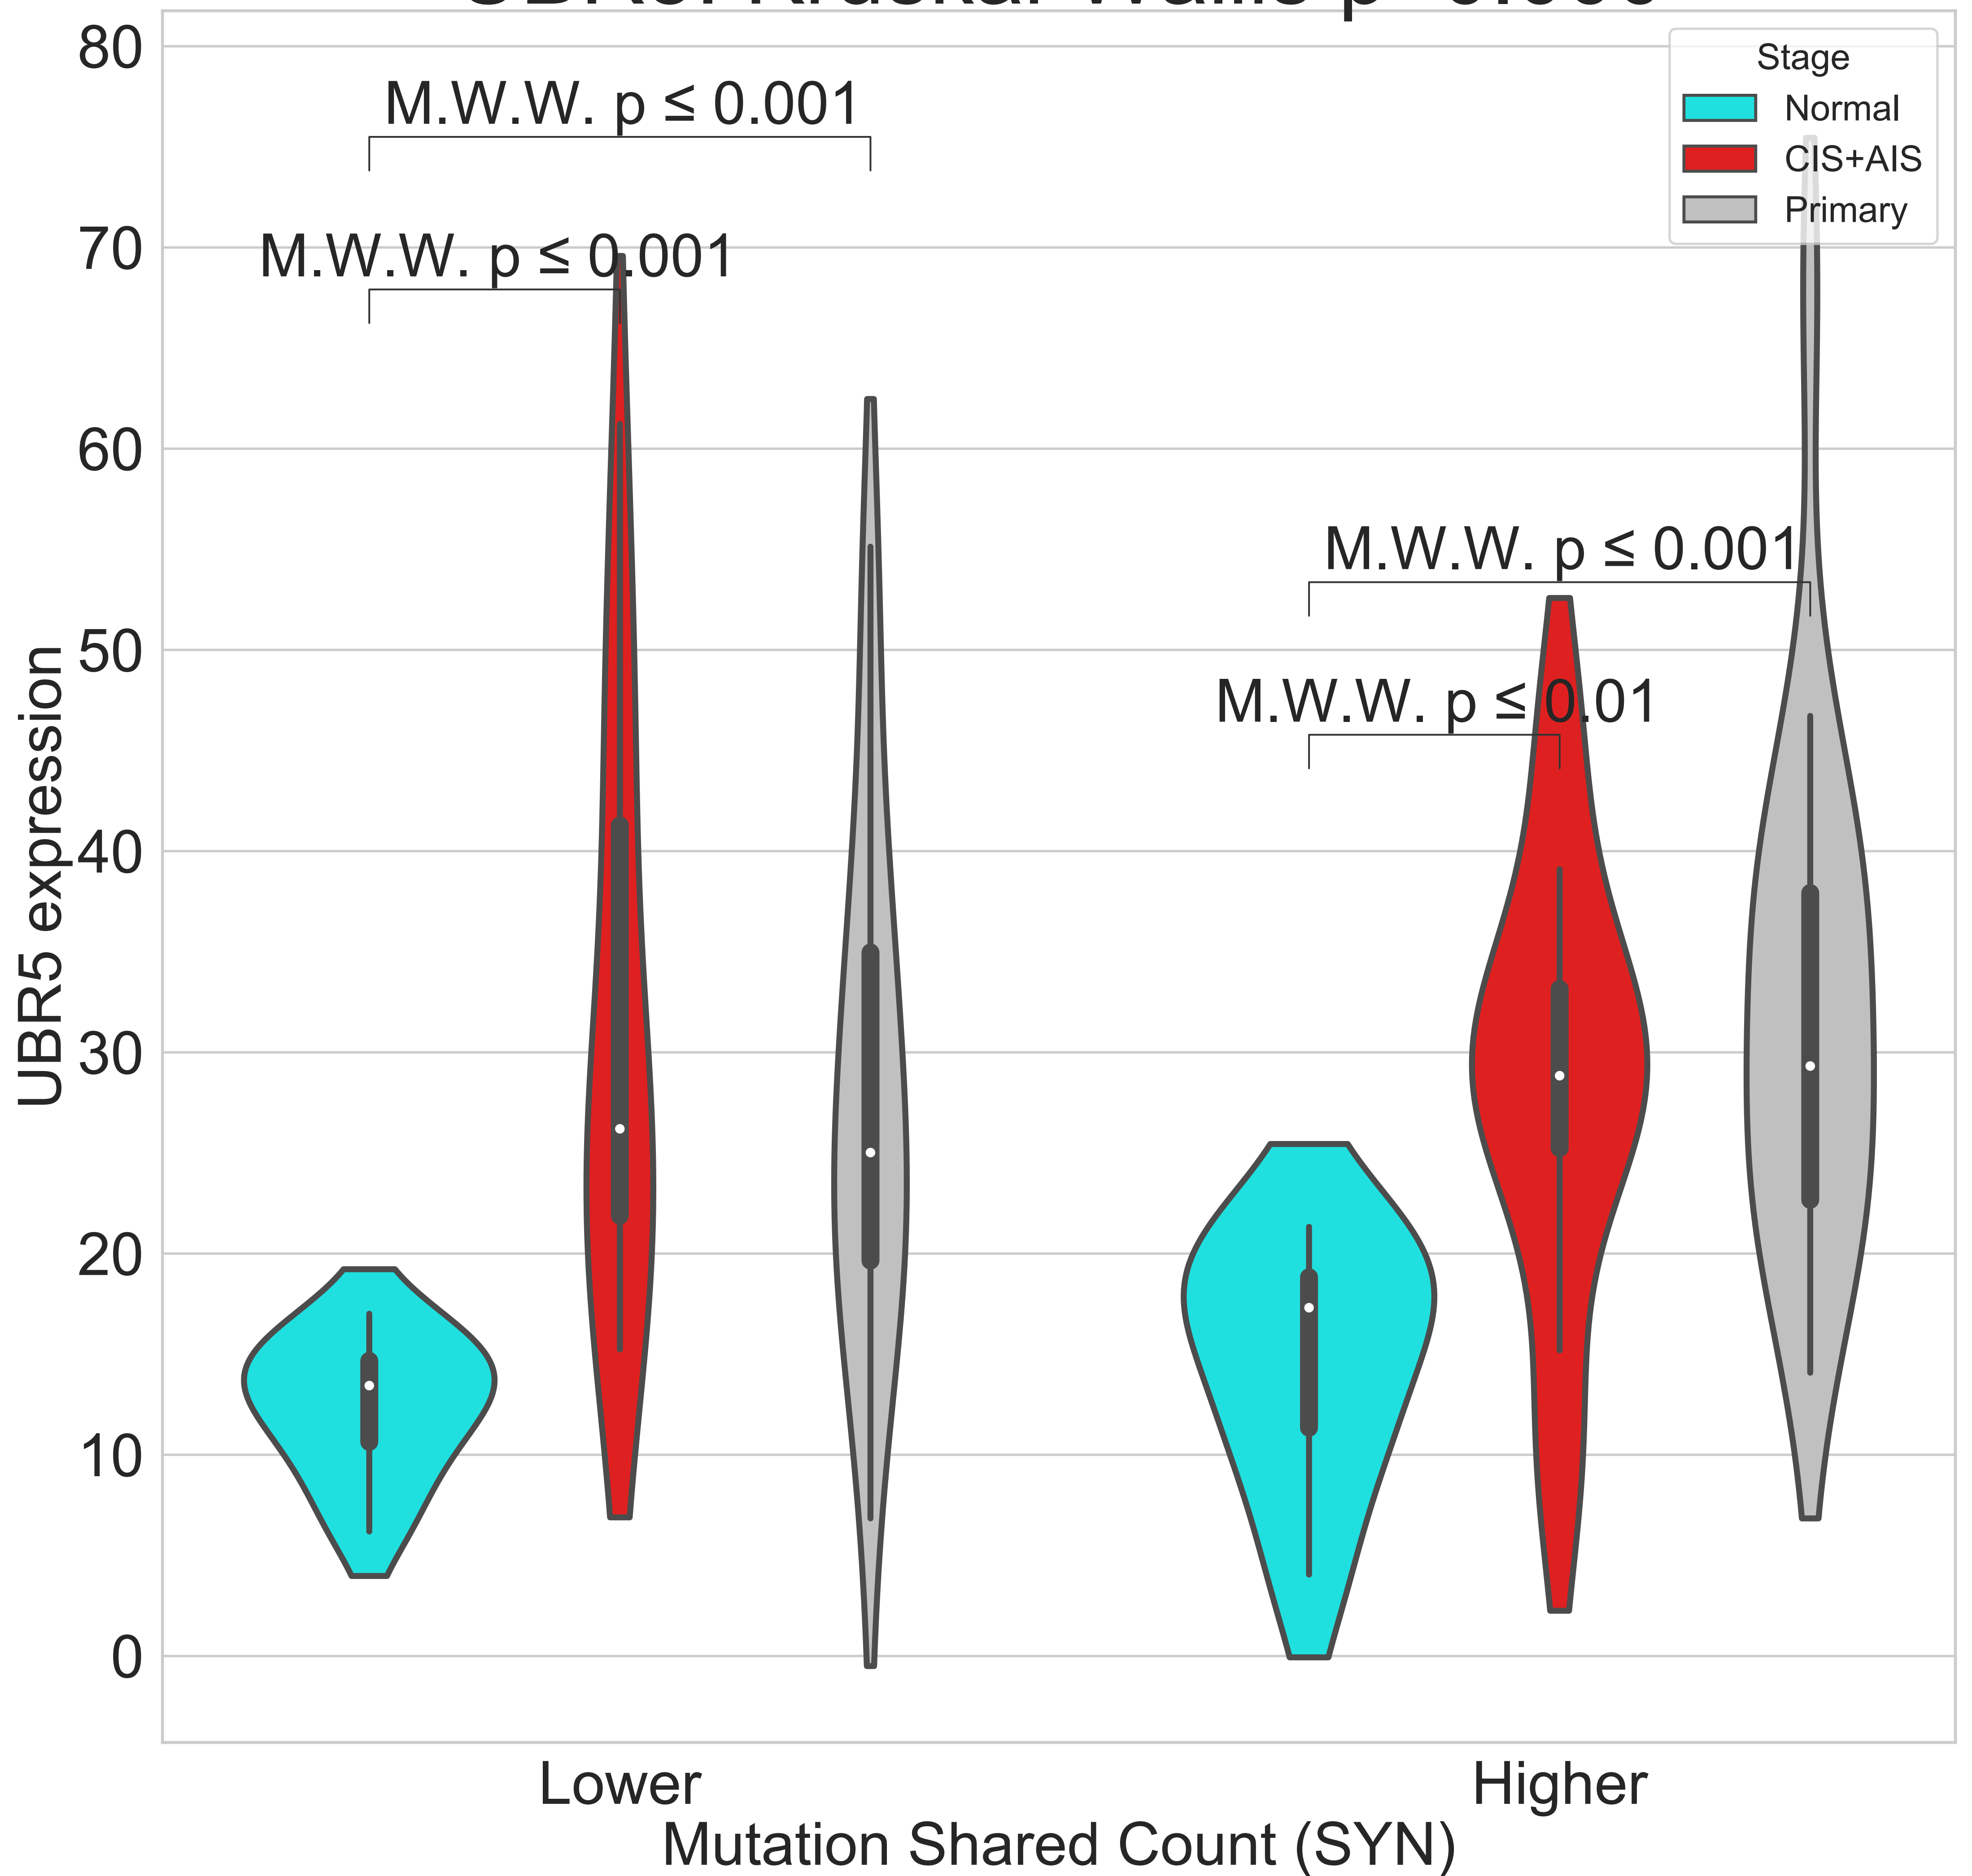 80
70
60
50
40
30
20
10
0
UBR5 expression
M.W.W. p ≤ 0.001
M.W.W. p ≤ 0.001
M.W.W. p ≤ 0.001
M.W.W. p ≤ 0.01
Stage
Normal
CIS+AIS
Primary
Lower
Higher
Mutation Shared Count (SYN)